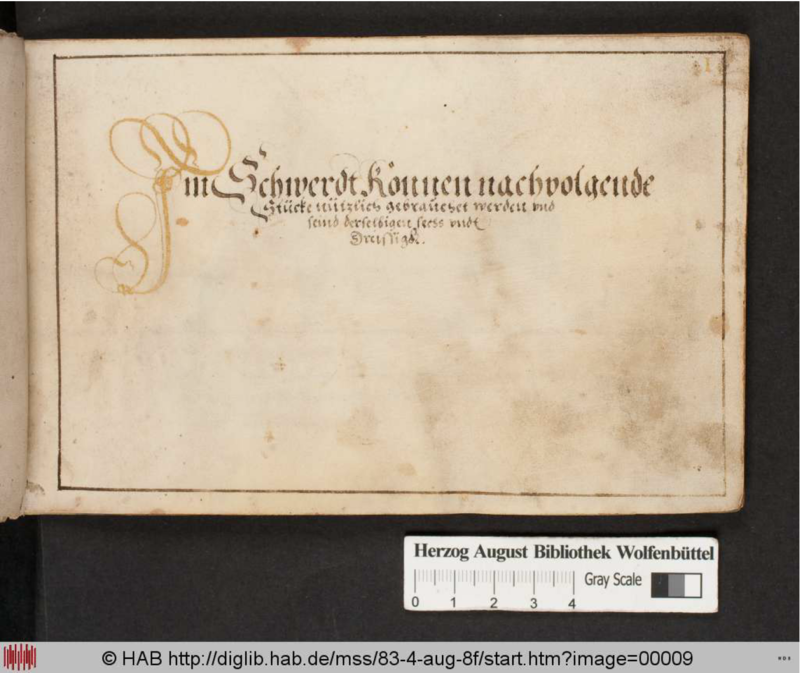 1
Im Schwerdt Können nachvolgende
Stücke nützlich gebrauchet werden und
seind derselbigen sechs undt
Dreissigk.
Herzog August Bibliothek Wolfenbüttel
Gray Scale
0 1 2 3 4
© HAB http://diglib.hab.de/mss/83-4-aug-8f/start.htm?image=00009